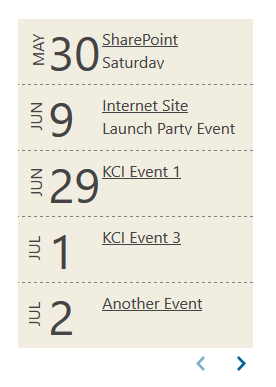 MAY
30
SharePoint
Saturday
JUN
9
Internet Site
Launch Party Event
JUN
29
KCI Event 1
JUL
1
KCI Event 3
JUL
2
Another Event